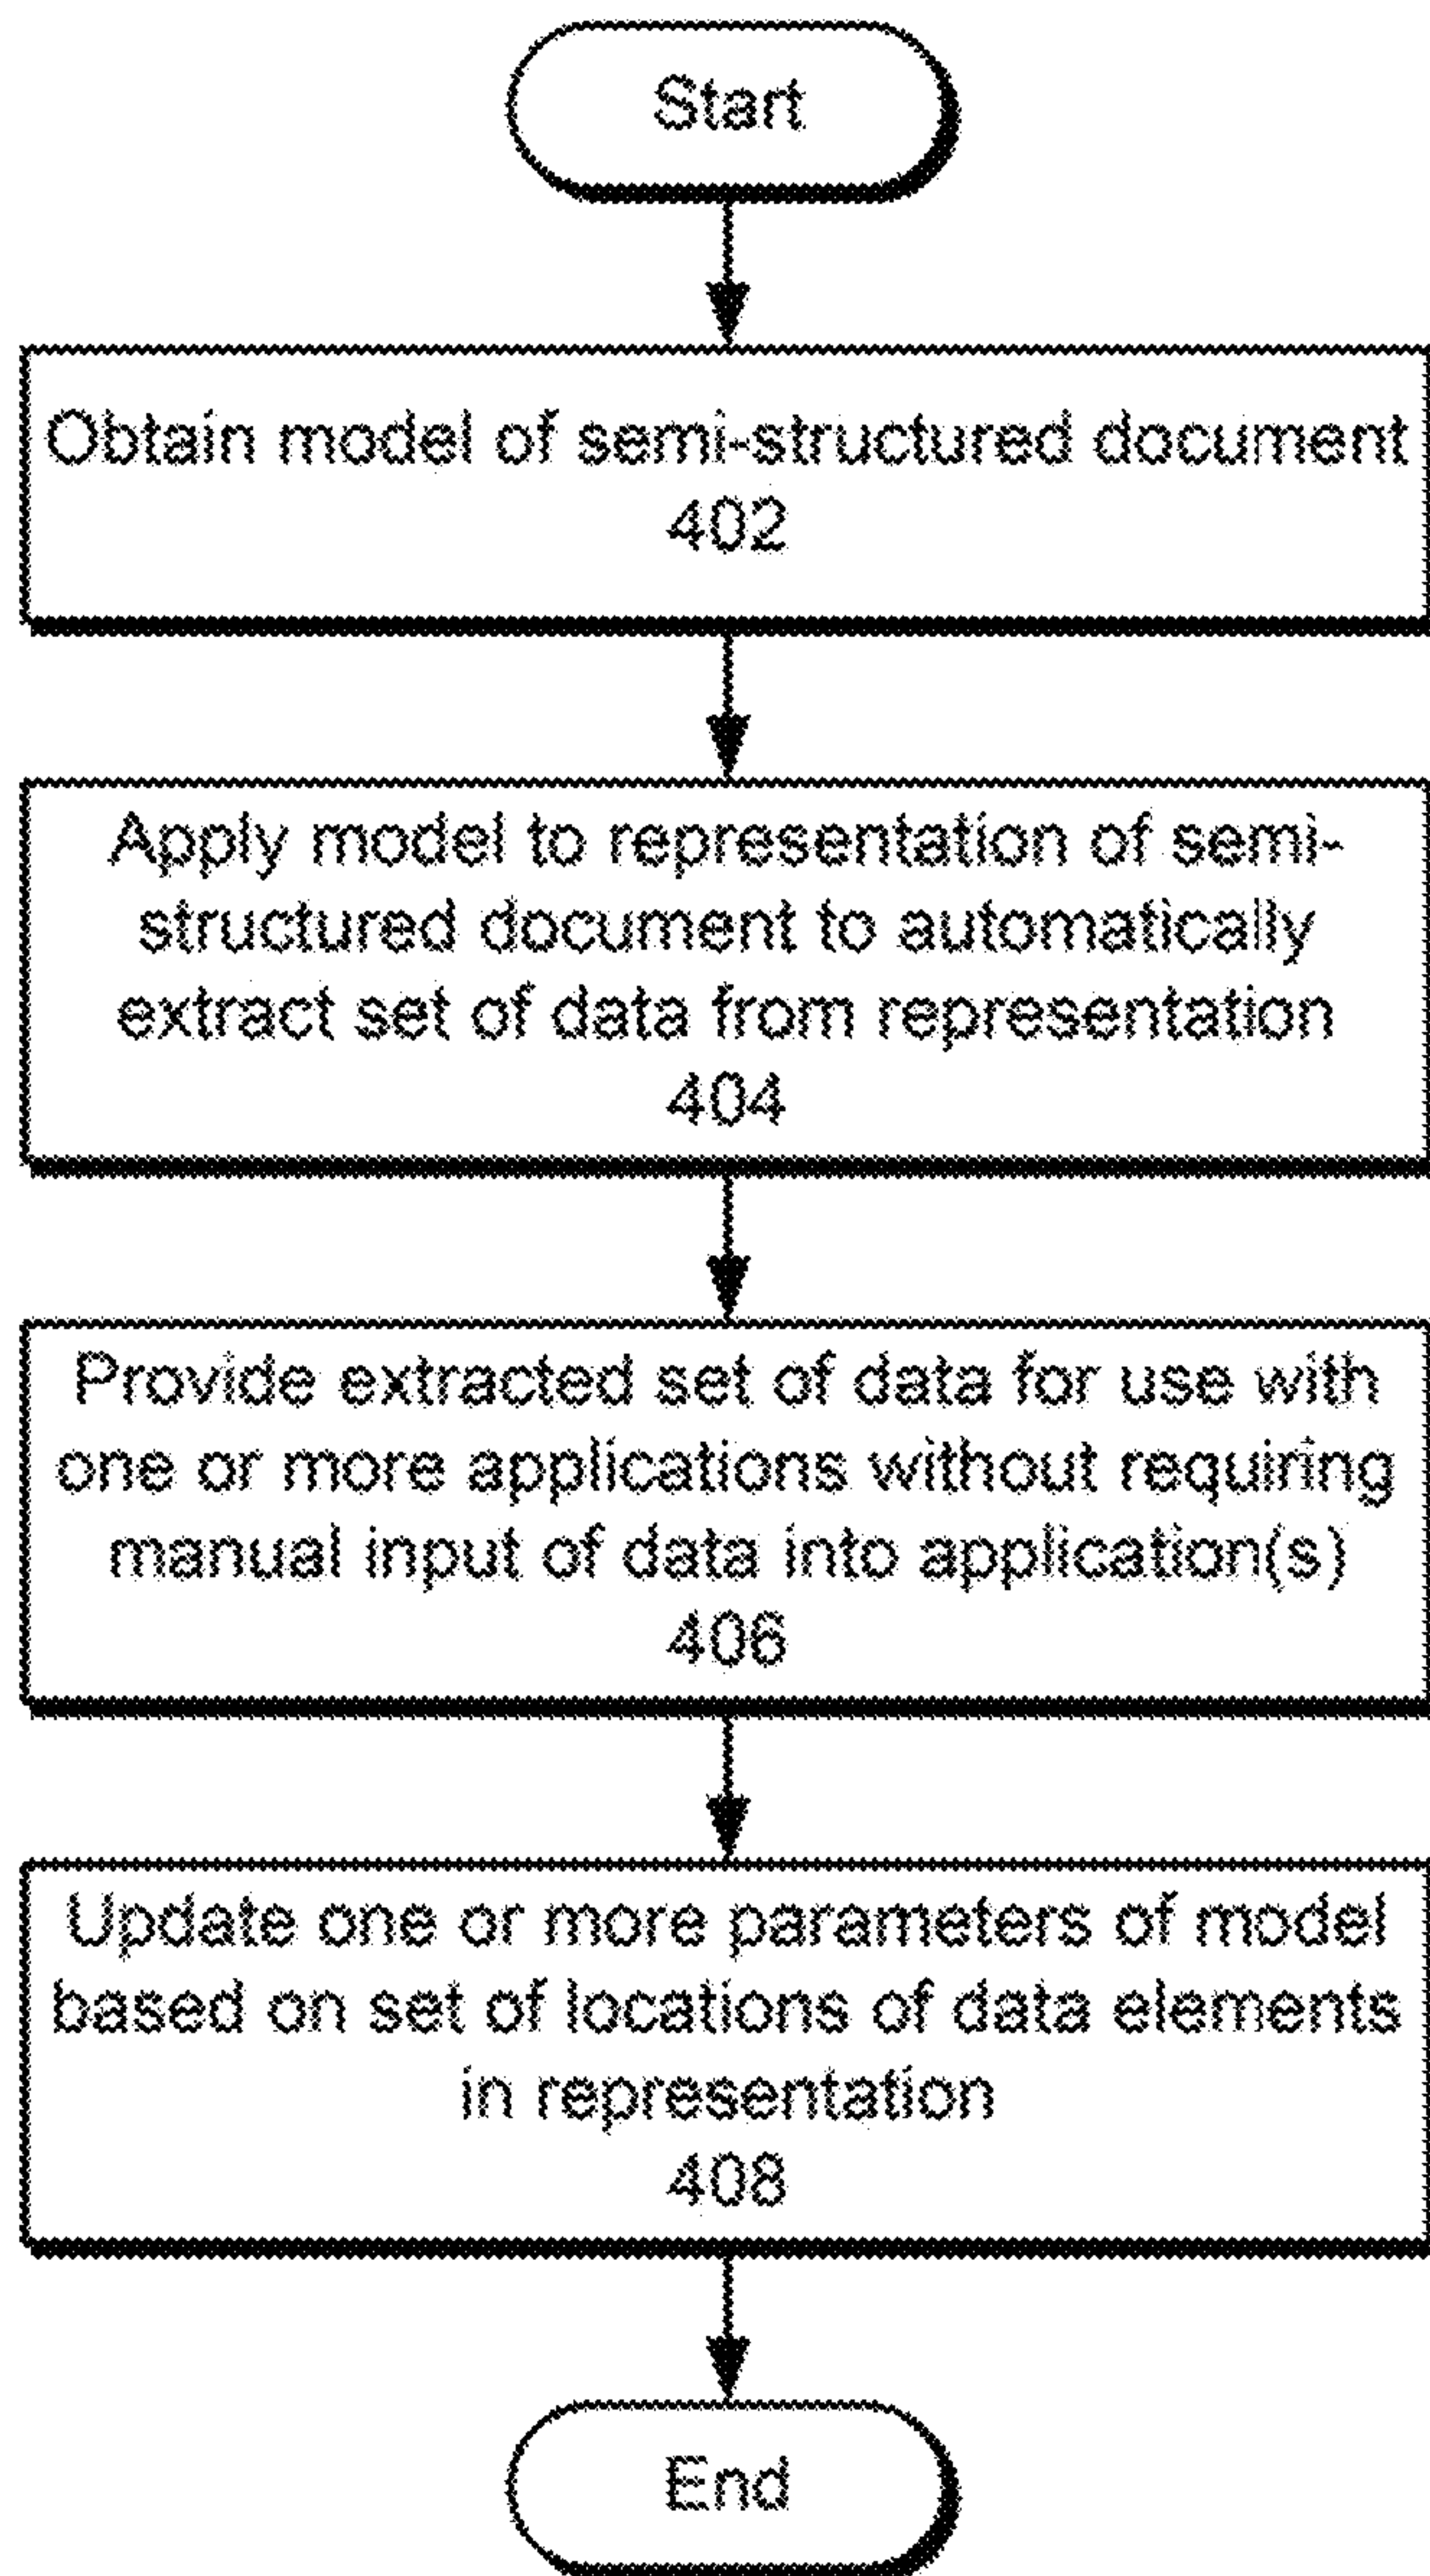 Start
Obtain model of semi-structured document
402
Apply model to representation of semi-
structured document to automatically
extract set of data from representation
404
Provide extracted set of data for use with
one or more applications without requiring
manual input of data into application(s)
406
Update one or more parameters of model
based on set of locations of data elements
in representation
408
End